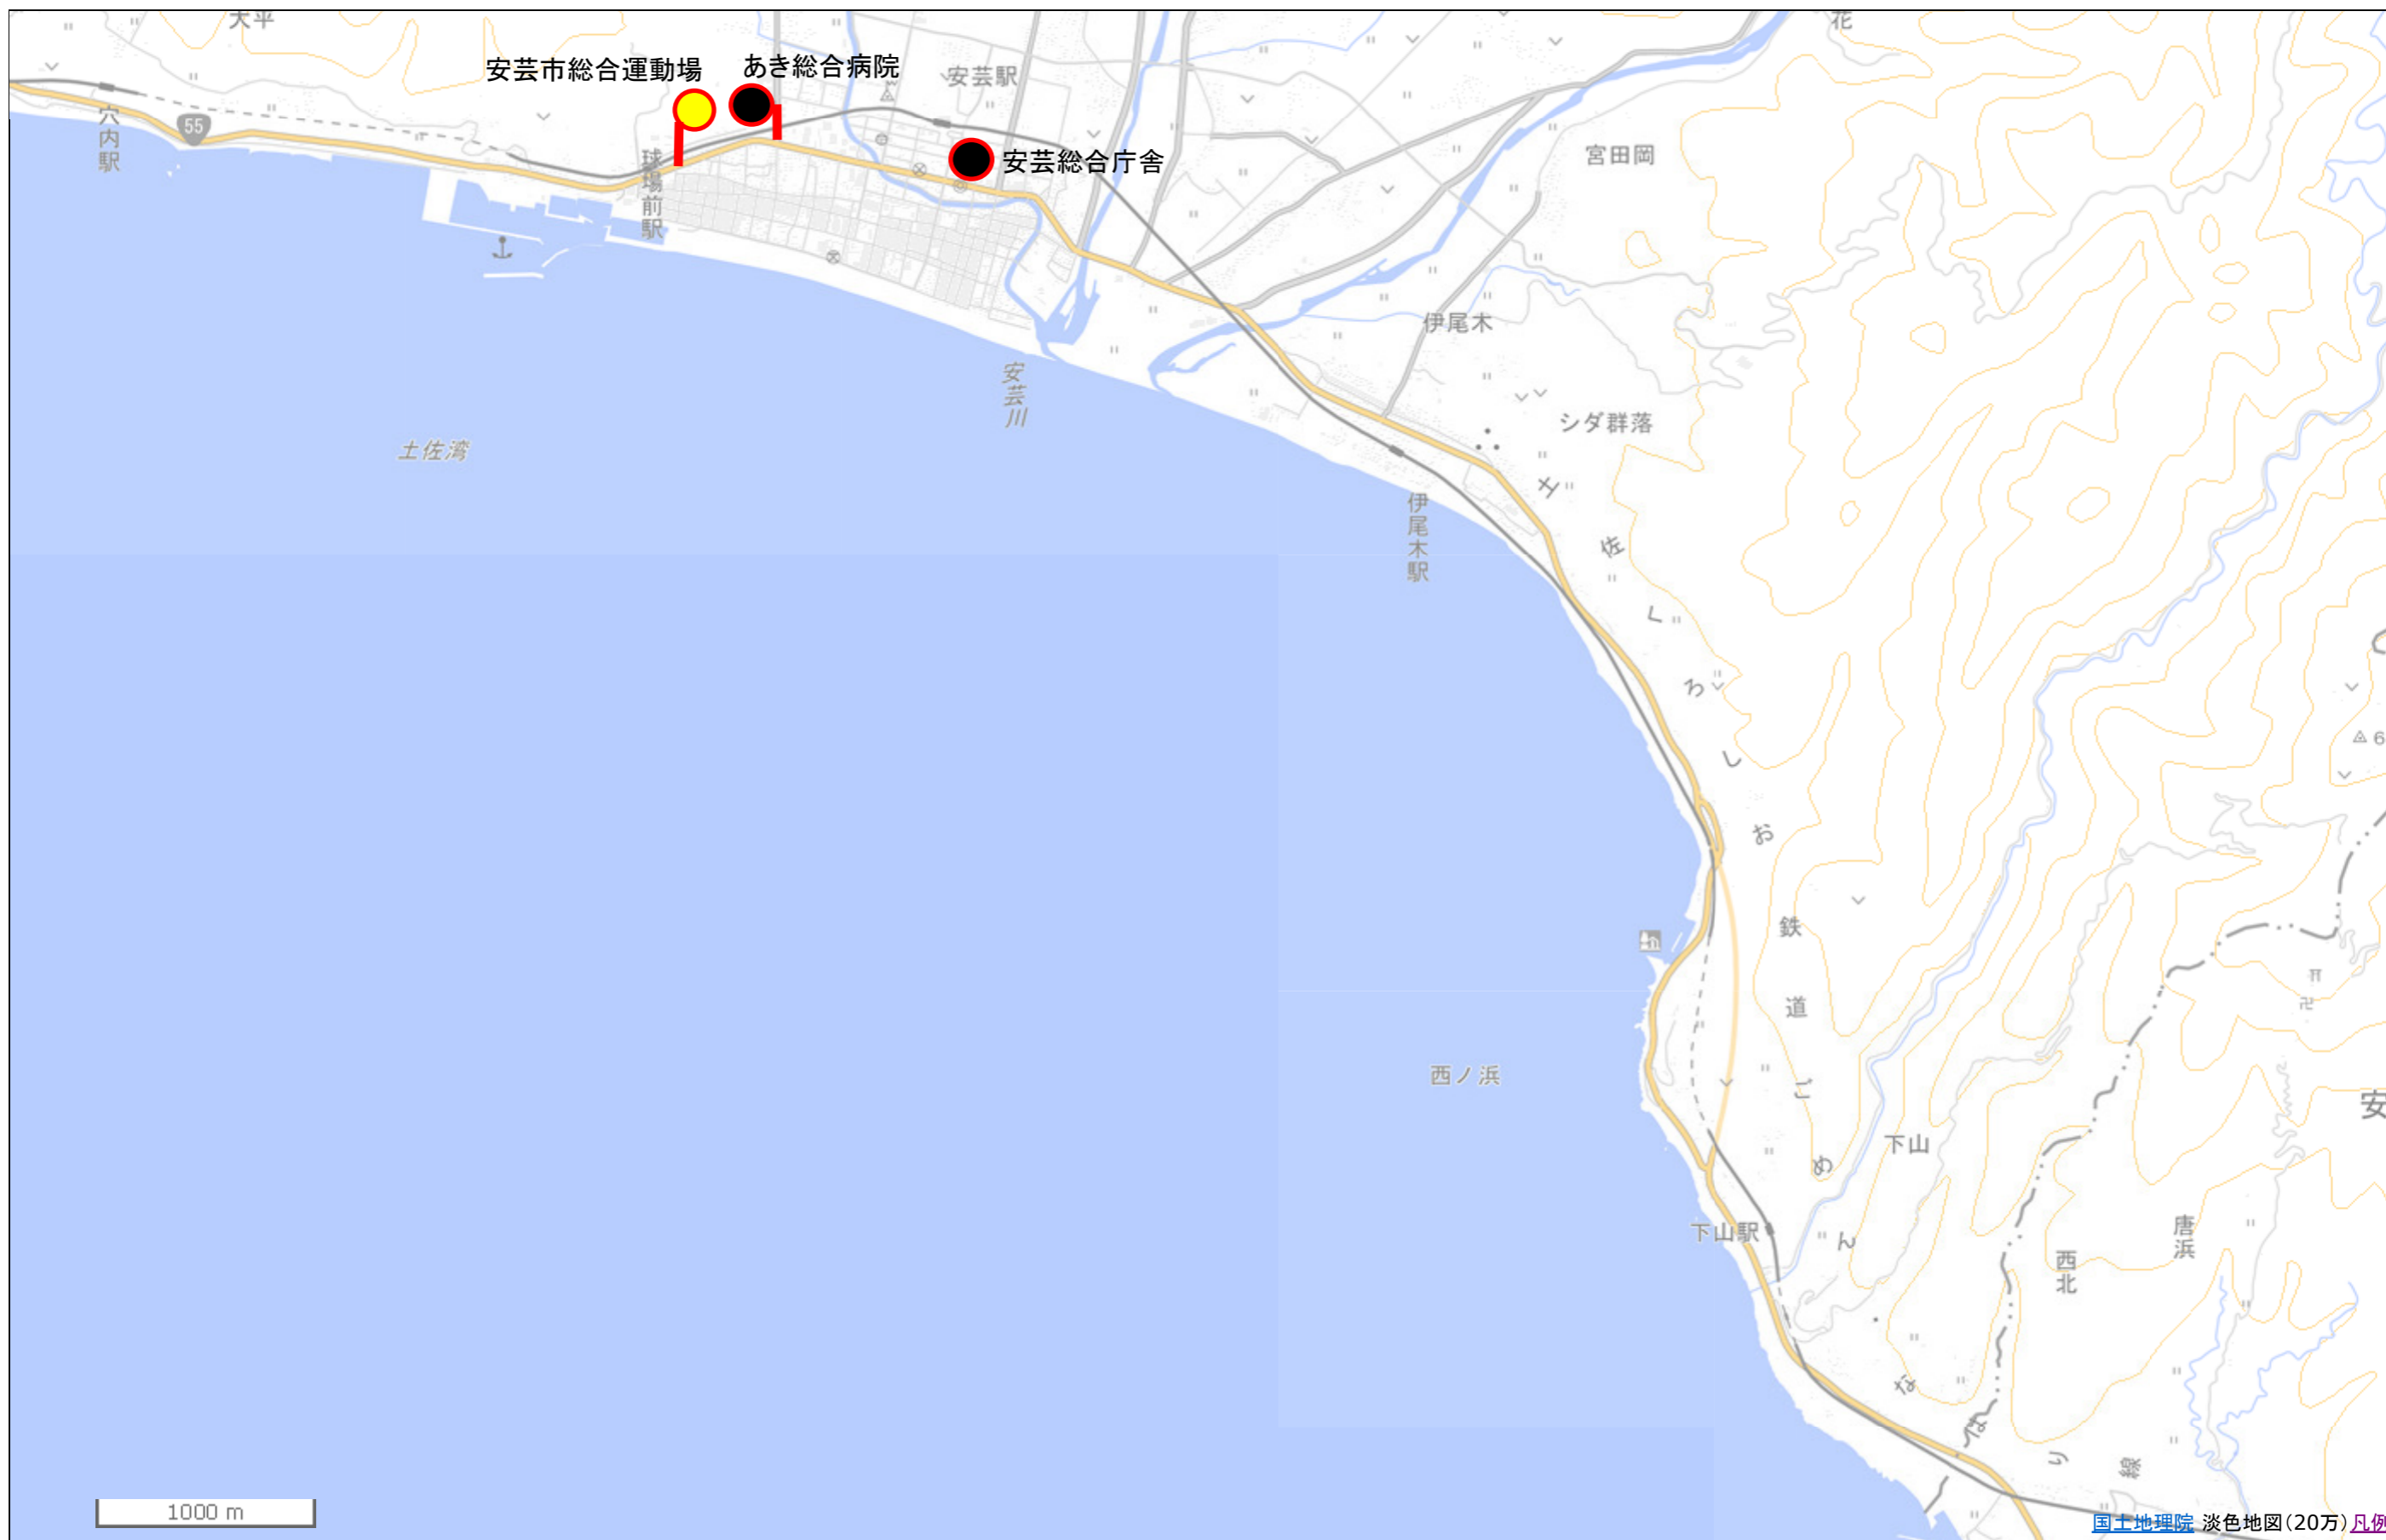 大平
花
安芸市総合運動場
あき総合病院
安芸駅
穴内駅
55
球場前駅
安芸総合庁舎
宮田岡
伊尾木
安芸川
シダ群落
土佐湾
伊尾木駅
土佐くろしお鉄道ごめん・なはり線
6
西ノ浜
安
下山
下山駅
唐浜
西北
1000 m
国土地理院 淡色地図(20万)凡例